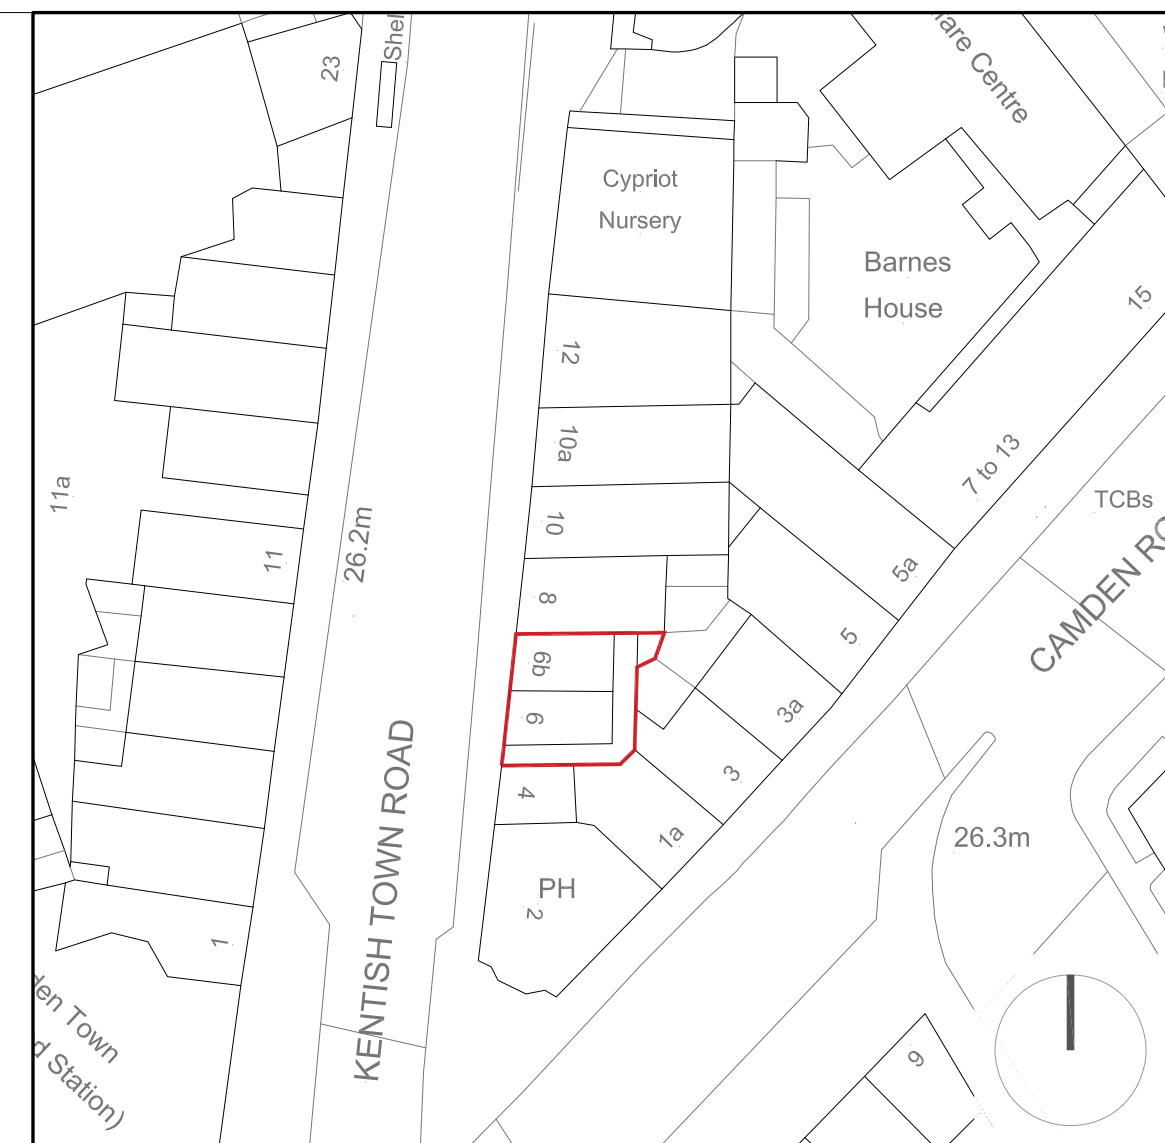 23
Shel
are Centre
Cypriot
Nursery
Barnes
House
15
12
10a
7 to 13
11a
TCBs
10
26.2m
11
5a
CAMDEN RO
8
5
6b
6
3a
3
4
1a
26.3m
KENTISH TOWN ROAD
PH
2
1
den Town
d Station)
9